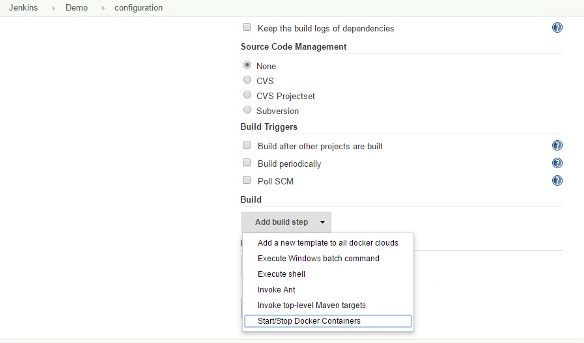 Jenkins Demo configuration
Keep the build logs of dependencies
Source Code Management
None
CVS
CVS Projectset
Subversion
Build Triggers
Build after other projects are built
Build periodically
Poll SCM
Build
Add build step
Add a new template to all docker clouds
Execute Windows batch command
Execute shell
Invoke Ant
Invoke top-level Maven targets
Start/Stop Docker Containers